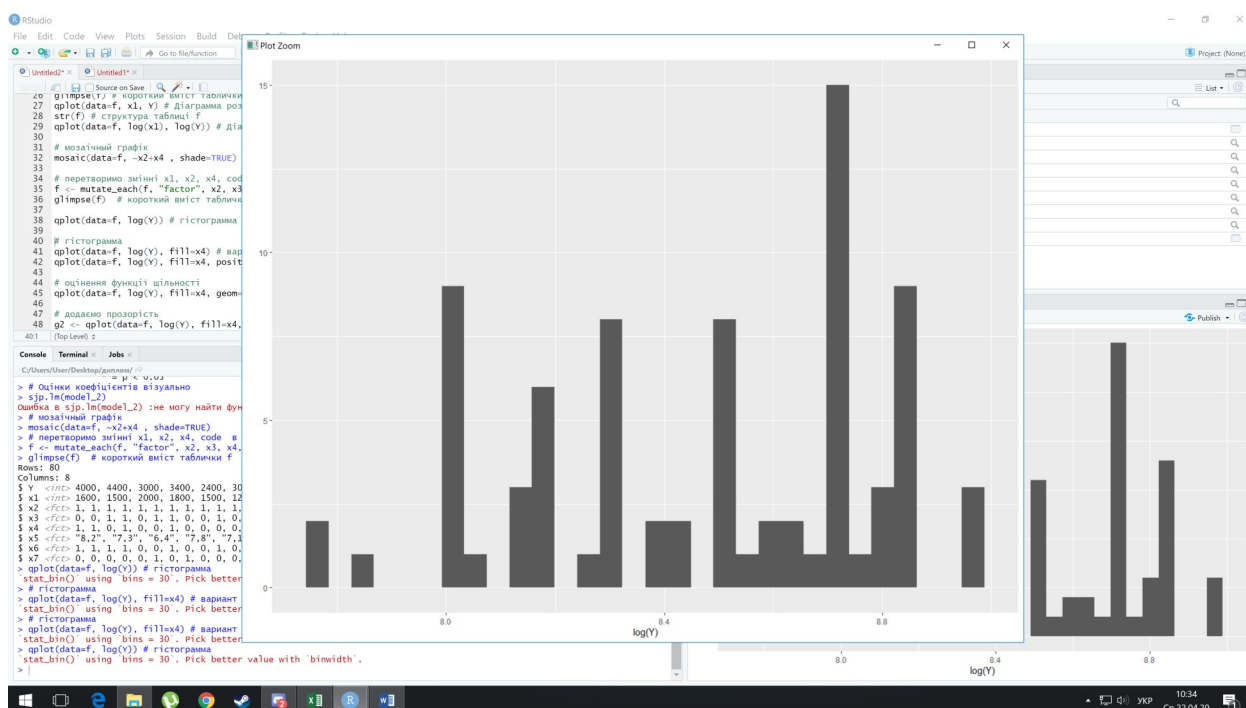 RStudio
File Edit Code View Plots Session Build
Go to file/function
Project: (None)
Untitled2* × Untitled1* ×
Source on Save
List
26 glimpse(f) # короткий вміст таблички
27 qplot(data=f, x1, Y) # Діаграмма роз
28 str(f) # структура таблиці f
29 qplot(data=f, log(x1), log(Y)) # Діа
30
31 # мозаічный графік
32 mosaic(data=f, ~x2+x4 , shade=TRUE)
33
34 # перетворимо змінні x1, x2, x4, cod
35 f <- mutate_each(f, "factor", x2, x3
36 glimpse(f) # короткий вміст табличк
37
38 qplot(data=f, log(Y)) # гістограмма
39
40 # гістограмма
41 qplot(data=f, log(Y), fill=x4) # вар
42 qplot(data=f, log(Y), fill=x4, posit
43
44 # оцінення функції щільності
45 qplot(data=f, log(Y), fill=x4, geom=
46
47 # додаємо прозорість
48 g2 <- qplot(data=f, log(Y), fill=x4,
40:1 (Top Level)
Console Terminal × Jobs ×
C:/Users/User/Desktop/диплом/
= p < 0.05
> # Оцінки коефіцієнтів візуально
> sjp.lm(model_2)
Ошибка в sjp.lm(model_2) :не могу найти фун
> # мозаічный графік
> mosaic(data=f, ~x2+x4 , shade=TRUE)
> # перетворимо змінні x1, x2, x4, code в
> f <- mutate_each(f, "factor", x2, x3, x4,
> glimpse(f) # короткий вміст таблички f
Rows: 80
Columns: 8
$ Y <int> 4000, 4400, 3000, 3400, 2400, 30
$ x1 <int> 1600, 1500, 2000, 1800, 1500, 12
$ x2 <fct> 1, 1, 1, 1, 1, 1, 1, 1, 1, 1,
$ x3 <fct> 0, 0, 1, 1, 0, 1, 1, 0, 0, 1, 0,
$ x4 <fct> 1, 1, 0, 1, 0, 0, 1, 0, 0, 0, 0,
$ x5 <fct> "8,2", "7,3", "6,4", "7,8", "7,1
$ x6 <fct> 1, 1, 1, 1, 0, 0, 1, 0, 0, 1, 0,
$ x7 <fct> 0, 0, 0, 0, 0, 1, 0, 1, 0, 0, 0,
> qplot(data=f, log(Y)) # гістограмма
`stat_bin()` using `bins = 30`. Pick better
> # гістограмма
> qplot(data=f, log(Y), fill=x4) # вариант
`stat_bin()` using `bins = 30`. Pick better
> # гістограмма
> qplot(data=f, log(Y), fill=x4) # вариант
`stat_bin()` using `bins = 30`. Pick better
> qplot(data=f, log(Y)) # гістограмма
`stat_bin()` using `bins = 30`. Pick better value with `binwidth`.
>
Plot Zoom
15
10
5
0
8.0 8.4 8.8
log(Y)
Publish
8.0 8.4 8.8
log(Y)
УКР
10:34
Ср 22.04.20